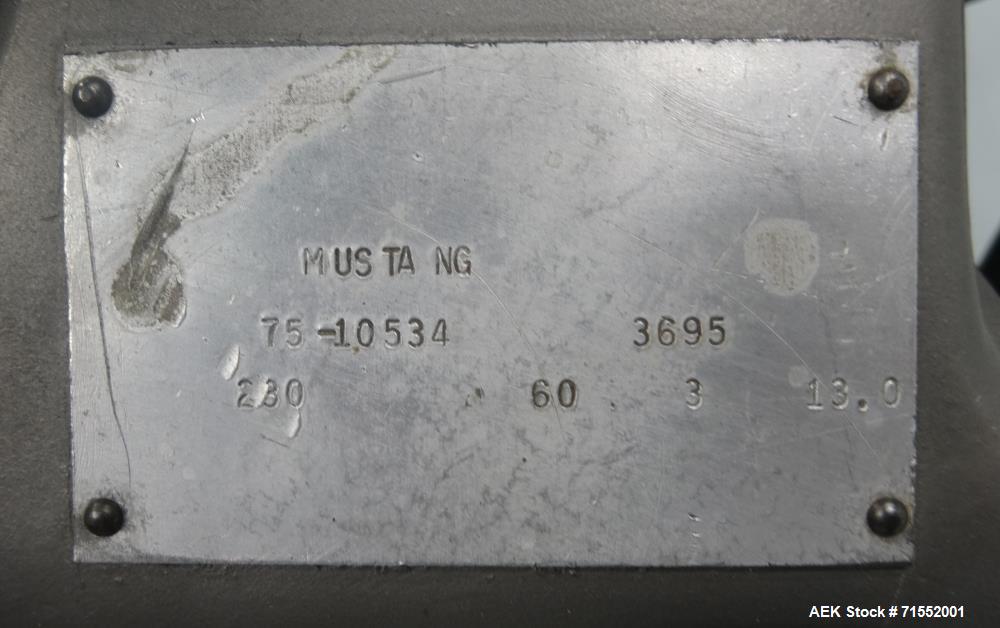 MUSTANG
75-10534 3695
230 60 3 13.0
AEK Stock # 71552001